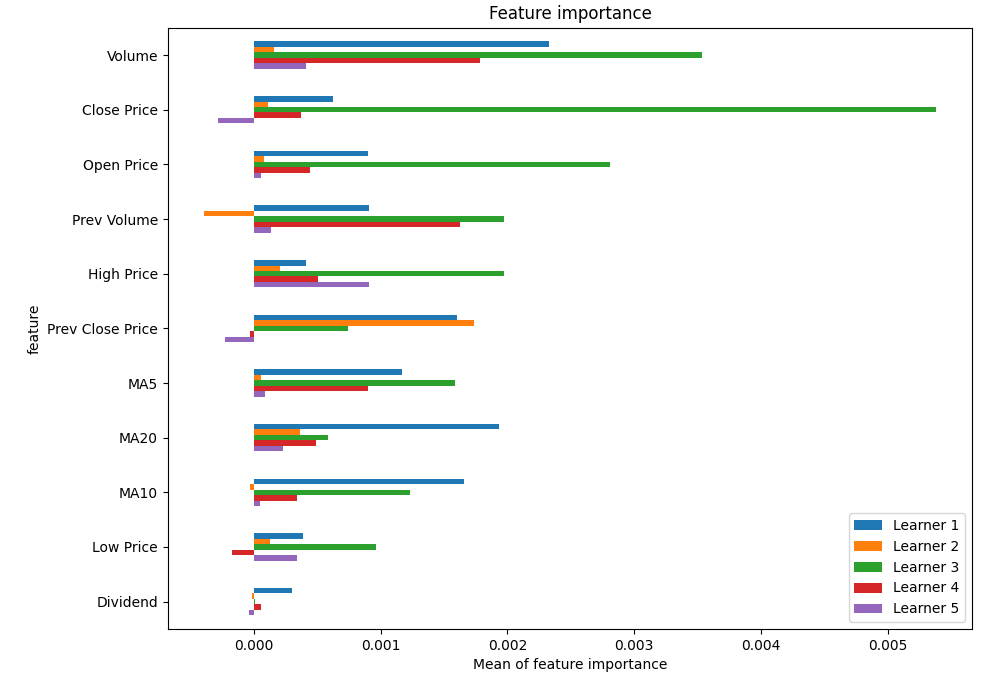 Feature importance
Volume
Close Price
Open Price
Prev Volume
High Price
Prev Close Price
MA5
MA20
MA10
Low Price
Dividend
feature
Learner 1
Learner 2
Learner 3
Learner 4
Learner 5
0.000 0.001 0.002 0.003 0.004 0.005
Mean of feature importance